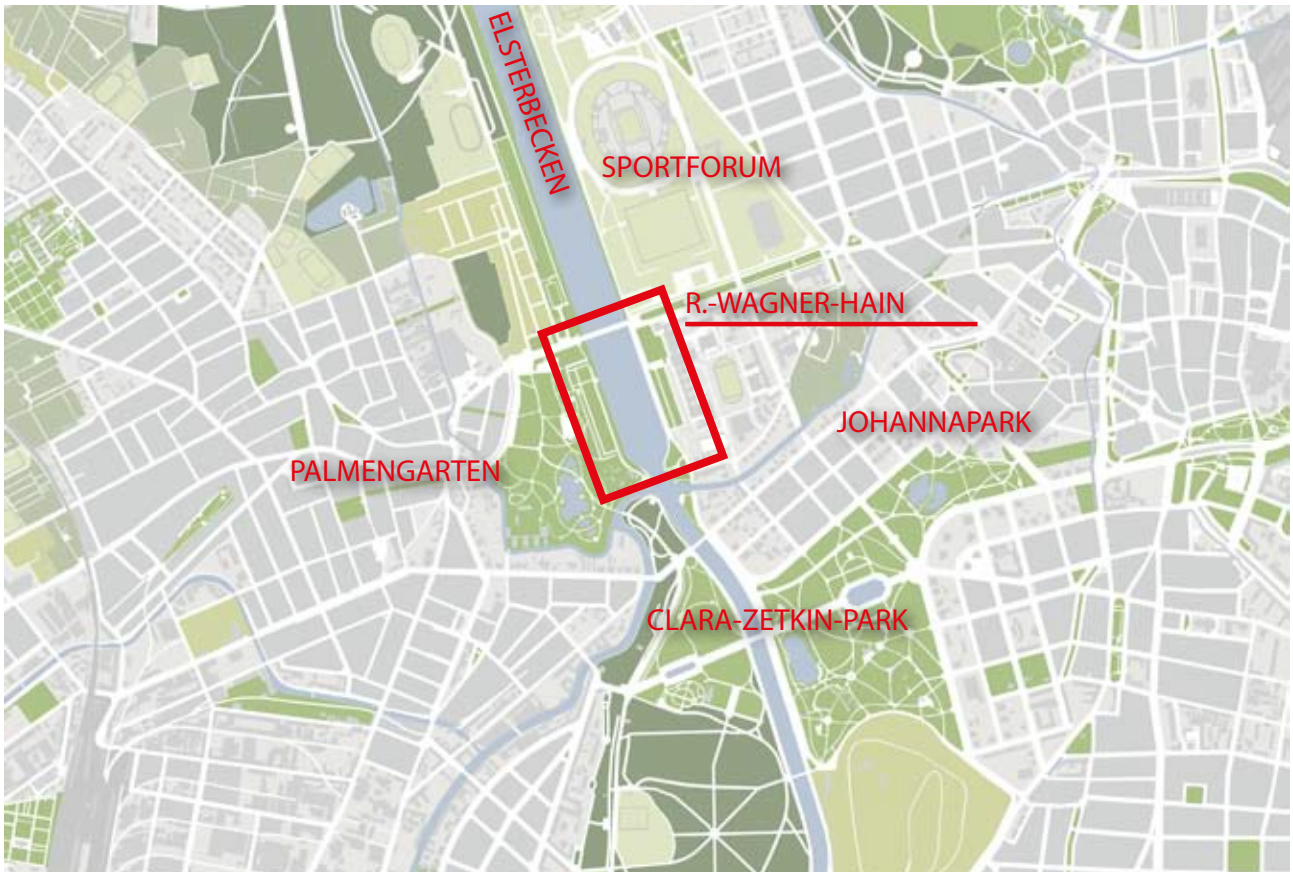 ELSTERBECKEN
SPORTFORUM
R.-WAGNER-HAIN
JOHANNAPARK
PALMENGARTEN
CLARA-ZETKIN-PARK